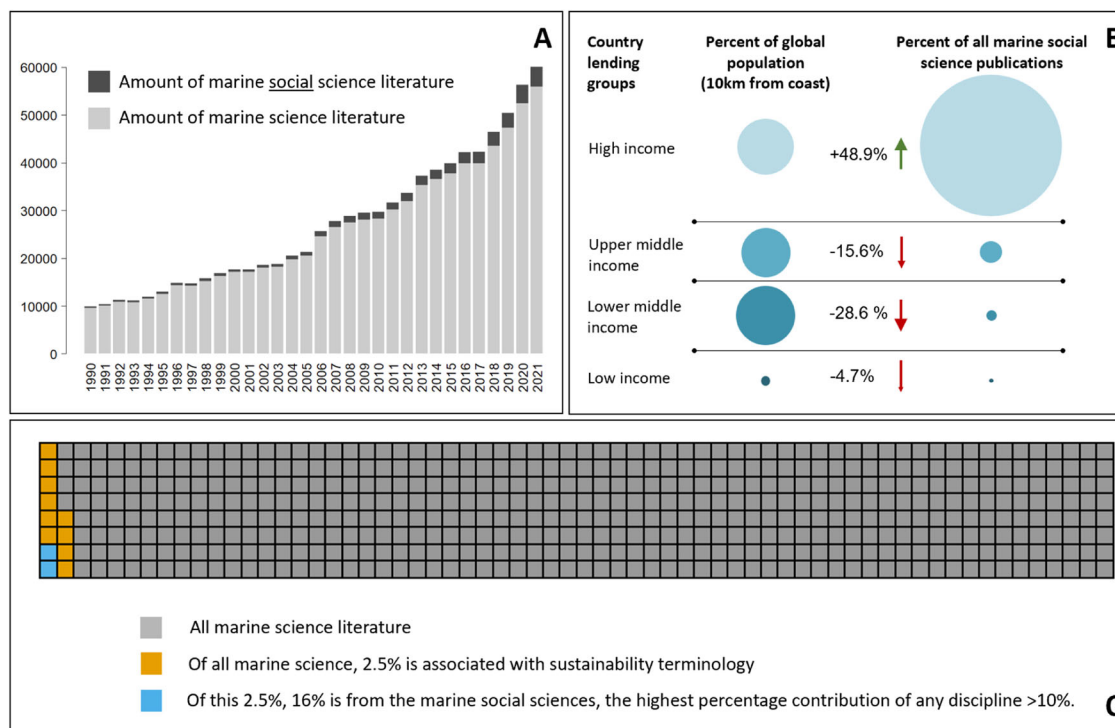 A
60000
50000
40000
30000
20000
10000
0
Amount of marine social science literature
Amount of marine science literature
1990
1991
1992
1993
1994
1995
1996
1997
1998
1999
2000
2001
2002
2003
2004
2005
2006
2007
2008
2009
2010
2011
2012
2013
2014
2015
2016
2017
2018
2019
2020
2021
Country
lending
groups
Percent of global
population
(10km from coast)
Percent of all marine social
science publications
High income
+48.9%
Upper middle
income
-15.6%
Lower middle
income
-28.6 %
Low income
-4.7%
All marine science literature
Of all marine science, 2.5% is associated with sustainability terminology
Of this 2.5%, 16% is from the marine social sciences, the highest percentage contribution of any discipline >10%.